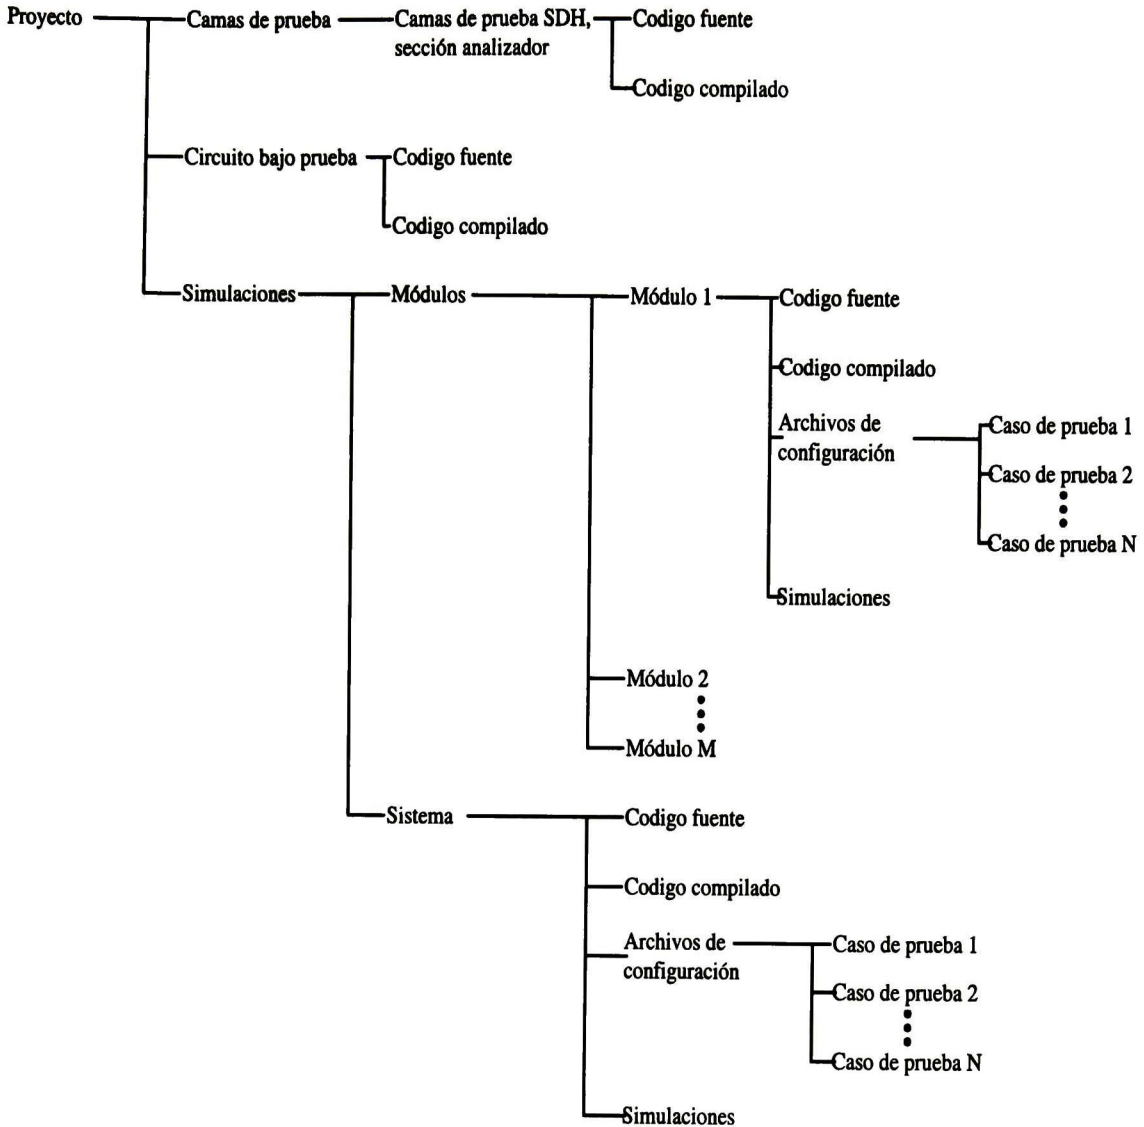 Proyecto
Camas de prueba
Camas de prueba SDH,
sección analizador
Codigo fuente
Codigo compilado
Circuito bajo prueba
Codigo fuente
Codigo compilado
Simulaciones
Módulos
Módulo 1
Codigo fuente
Codigo compilado
Archivos de
configuración
Caso de prueba 1
Caso de prueba 2
Caso de prueba N
Simulaciones
Módulo 2
Módulo M
Sistema
Codigo fuente
Codigo compilado
Archivos de
configuración
Caso de prueba 1
Caso de prueba 2
Caso de prueba N
Simulaciones